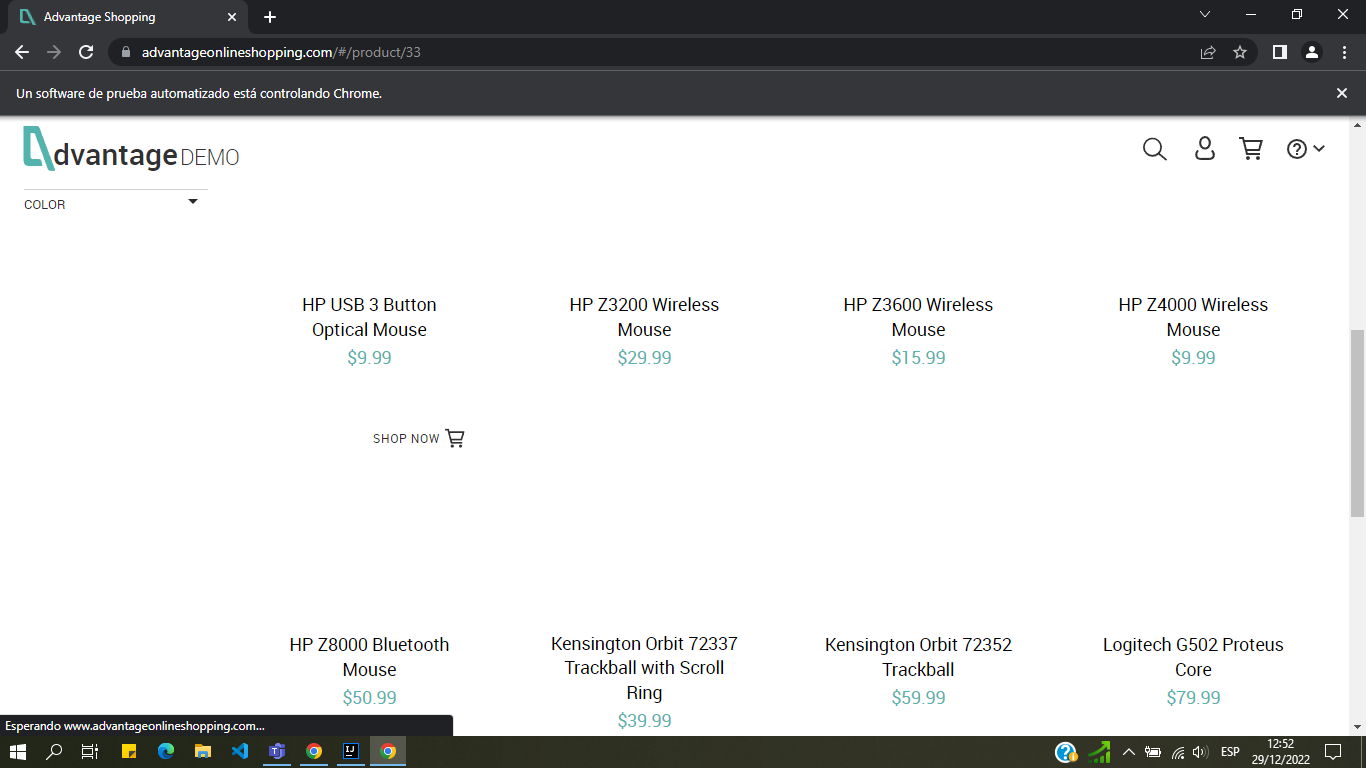 Advantage Shopping
advantageonlineshopping.com/#/product/33
Un software de prueba automatizado está controlando Chrome.
dvantage DEMO
COLOR
HP USB 3 Button
Optical Mouse
$9.99
HP Z3200 Wireless
Mouse
$29.99
HP Z3600 Wireless
Mouse
$15.99
HP Z4000 Wireless
Mouse
$9.99
SHOP NOW
HP Z8000 Bluetooth
Mouse
$50.99
Kensington Orbit 72337
Trackball with Scroll
Ring
$39.99
Kensington Orbit 72352
Trackball
$59.99
Logitech G502 Proteus
Core
$79.99
Esperando www.advantageonlineshopping.com...
ESP
12:52
29/12/2022